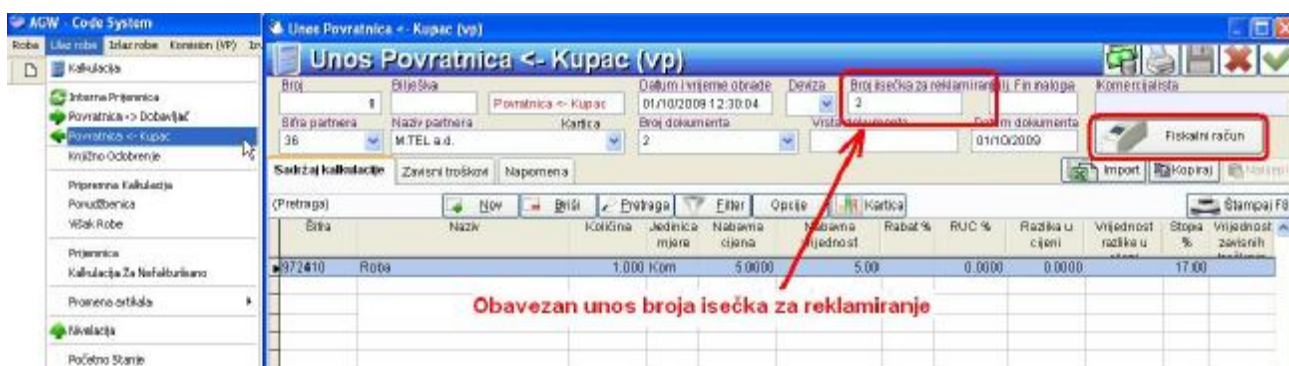 AGW - Code System
Roba Ulaz robe Izlaz robe Komision (VP)
Kalkulacija
Interna Prijemnica
Povratnica -> Dobavljač
Povratnica <- Kupac
Knjižno Odobrenje
Pripremna Kalkulacija
Porudžbenica
Višak Robe
Prijemnica
Kalkulacija Za Nefakturisano
Promena artikala
Nivelacija
Početno Stanje
Unos Povratnica <- Kupac (vp)
Unos Povratnica <- Kupac (vp)
Broj Bilješka Datum i vrijeme obrade Deviza Broj isečka za reklamiranje Fin naloga Komercijalista
1 Povratnica <- Kupac 01/10/2009 12:30:04 2
Šifra partnera Naziv partnera Kartica Broj dokumenta Vrsta dokumenta Datum dokumenta
36 M:TEL a.d. 2 01/10/2009 Fiskalni račun
Sadržaj kalkulacije Zavisni troškovi Napomena Import Kopiraj
(Pretraga) Nov Briši Pretraga Filter Opcije Kartica Štampaj F8
Šifra Naziv Količina Jedinica mjere Nabavna cijena Nabavna vrijednost Rabat % RUC % Razlika u cijeni Vrijednost razlike u Stopa % Vrijednost zavisnih
972410 Roba 1.000 Kom 5.0000 5.00 0.0000 0.0000 17.00
Obavezan unos broja isečka za reklamiranje